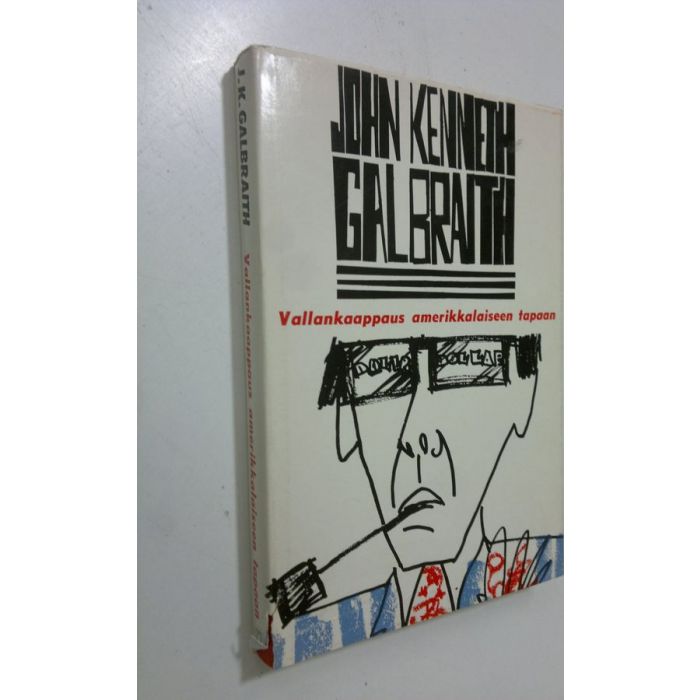 JOHN KENNETH
GALBRAITH
Vallankaappaus amerikkalaiseen tapaan
DOLLAR
J.K. GALBRAITH Vallankaappaus amerikkalaiseen tapaan